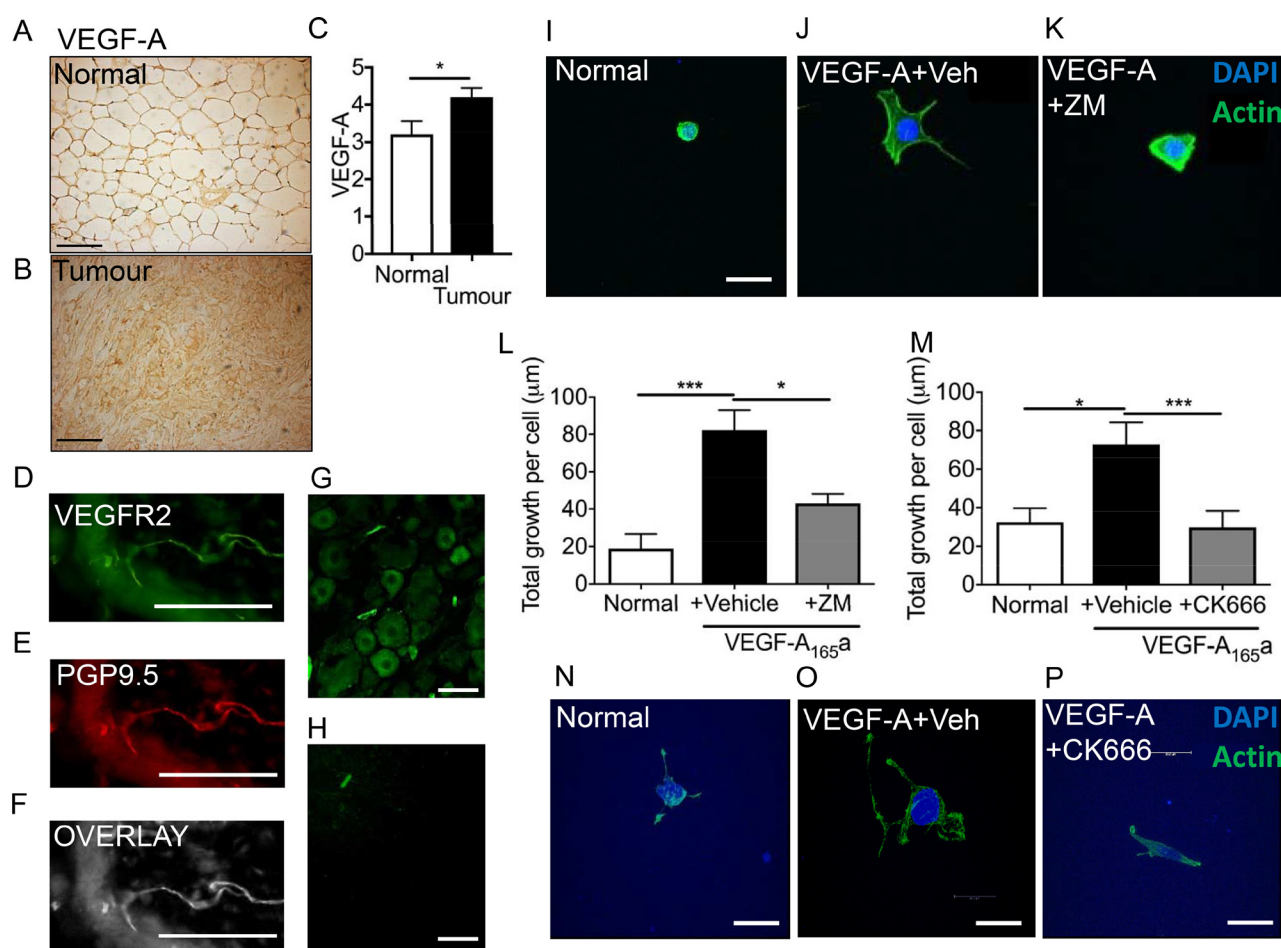 A
VEGF-A
Normal
B
Tumour
C
VEGF-A
5
4
3
2
1
0
*
Normal
Tumour
D
VEGFR2
E
PGP9.5
F
OVERLAY
G
H
I
Normal
J
VEGF-A+Veh
K
VEGF-A
+ZM
DAPI
Actin
L
Total growth per cell (μm)
100
80
60
40
20
0
***
*
Normal
+Vehicle
+ZM
VEGF-A₁₆₅a
M
Total growth per cell (μm)
100
80
60
40
20
0
*
***
Normal
+Vehicle
+CK666
VEGF-A₁₆₅a
N
Normal
O
VEGF-A+Veh
P
VEGF-A
+CK666
DAPI
Actin